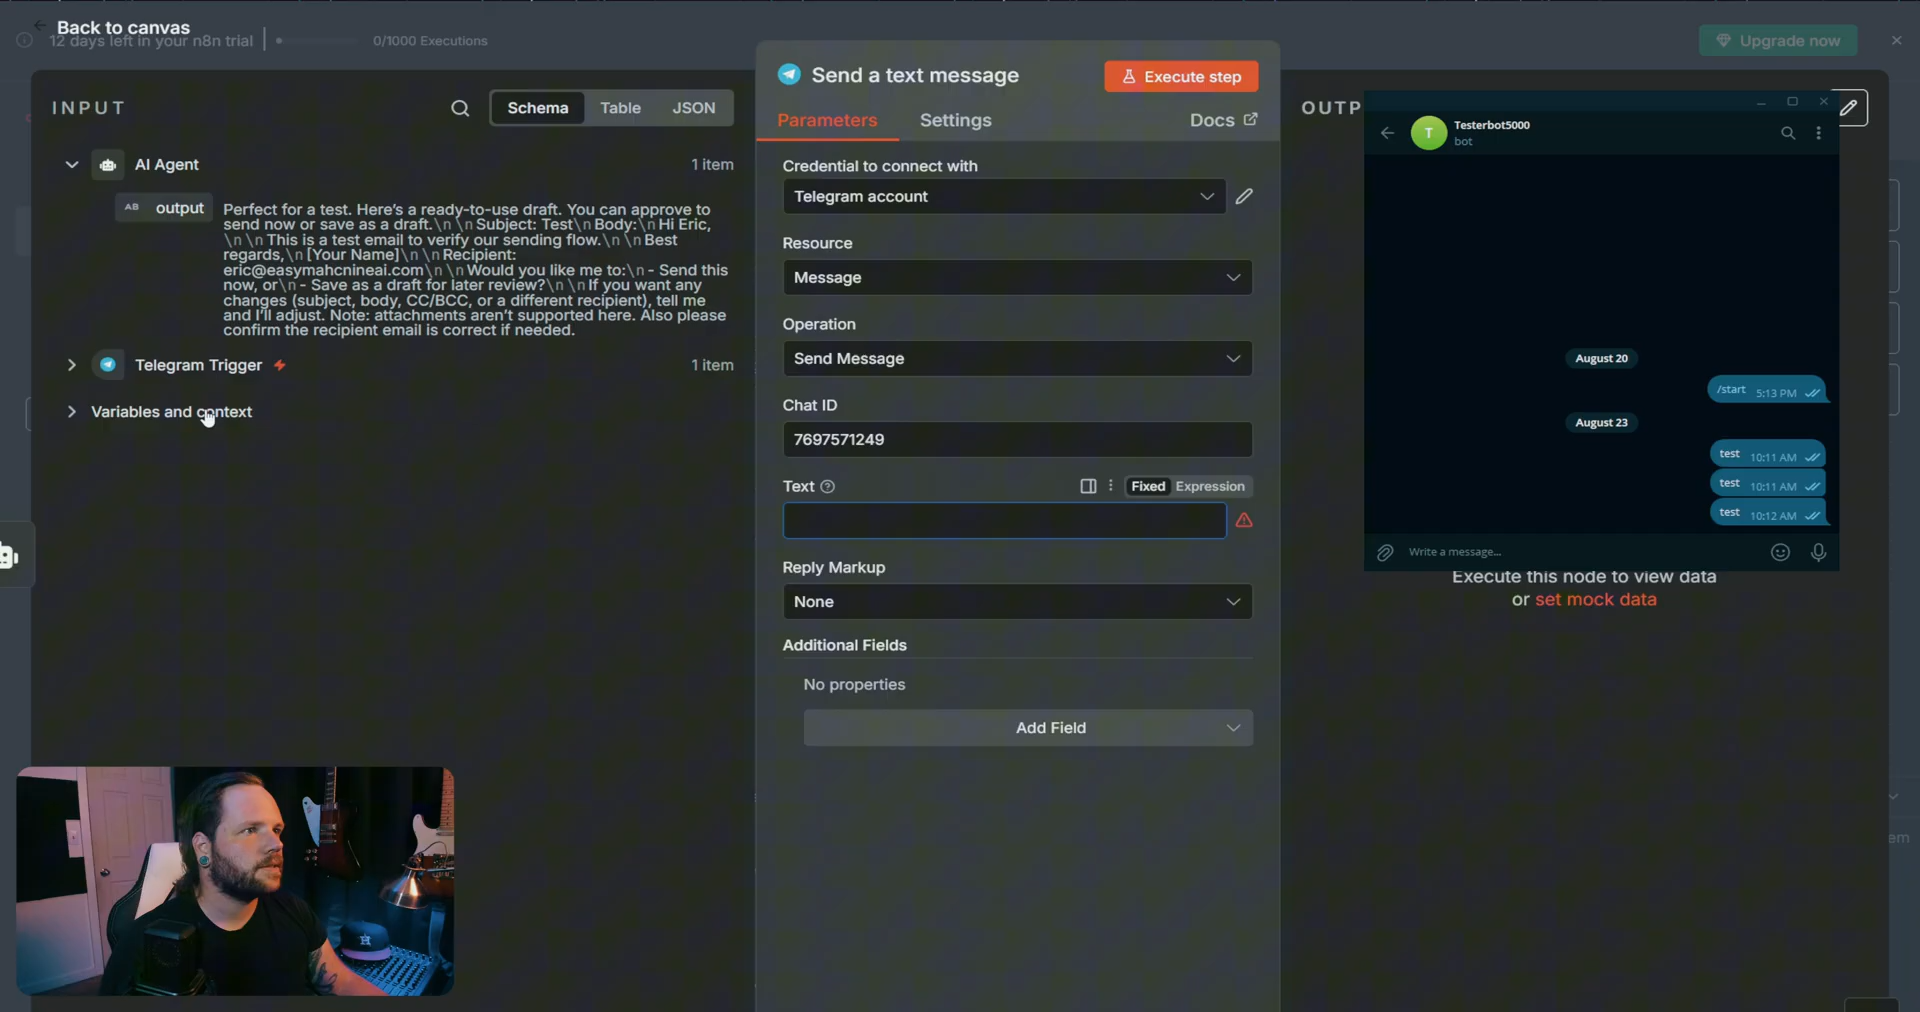 Back to canvas
12 days left in your n8n trial
0/1000 Executions
Upgrade now
INPUT
Schema
Table
JSON
AI Agent
1 item
AB output
Perfect for a test. Here's a ready-to-use draft. You can approve to
send now or save as a draft.\n \nSubject: Test\nBody:\nHi Eric,
\n \nThis is a test email to verify our sending flow.\n \nBest
regards,\n[Your Name]\n \nRecipient:
eric@easymahcnineai.com\n \nWould you like me to:\n- Send this
now, or\n- Save as a draft for later review?\n \nIf you want any
changes (subject, body, CC/BCC, or a different recipient), tell me
and I'll adjust. Note: attachments aren't supported here. Also please
confirm the recipient email is correct if needed.
Telegram Trigger
1 item
Variables and context
Send a text message
Execute step
Parameters
Settings
Docs
Credential to connect with
Telegram account
Resource
Message
Operation
Send Message
Chat ID
7697571249
Text
Fixed
Expression
Reply Markup
None
Additional Fields
No properties
Add Field
OUTP
T
Testerbot5000
bot
August 20
/start 5:13 PM
August 23
test 10:11 AM
test 10:11 AM
test 10:12 AM
Write a message...
Execute this node to view data
or set mock data
em